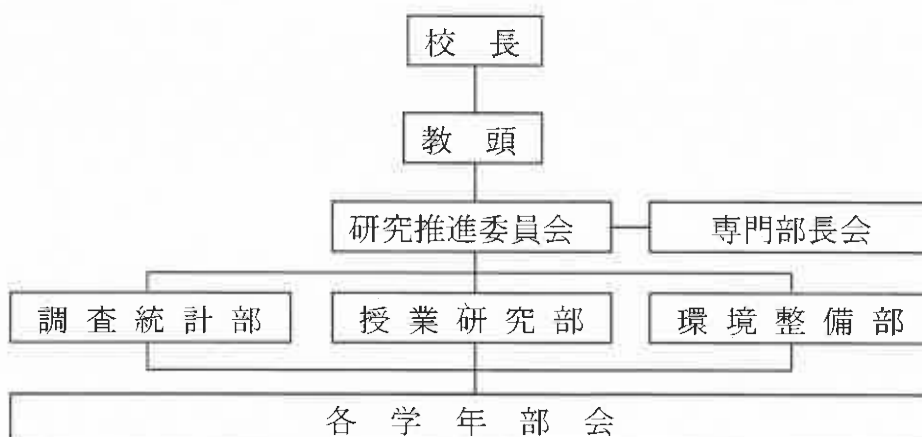 校長
教頭
研究推進委員会 専門部長会
調査統計部 授業研究部 環境整備部
各学年部会